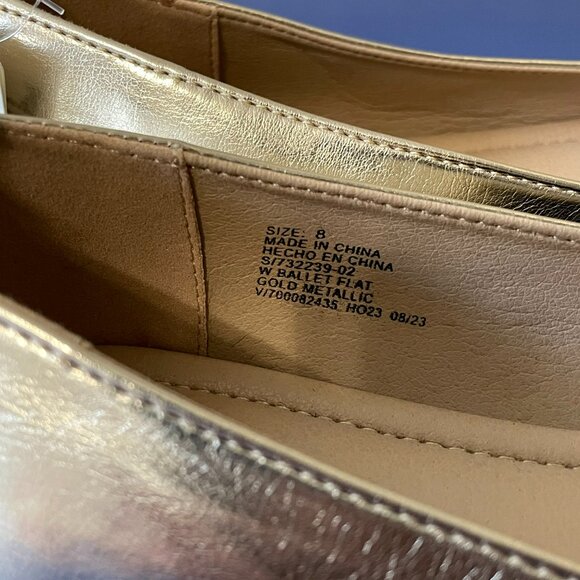 SIZE: 8
MADE IN CHINA
HECHO EN CHINA
S/732239-02
W BALLET FLAT
GOLD METALLIC
V/700082435 HO23 08/23